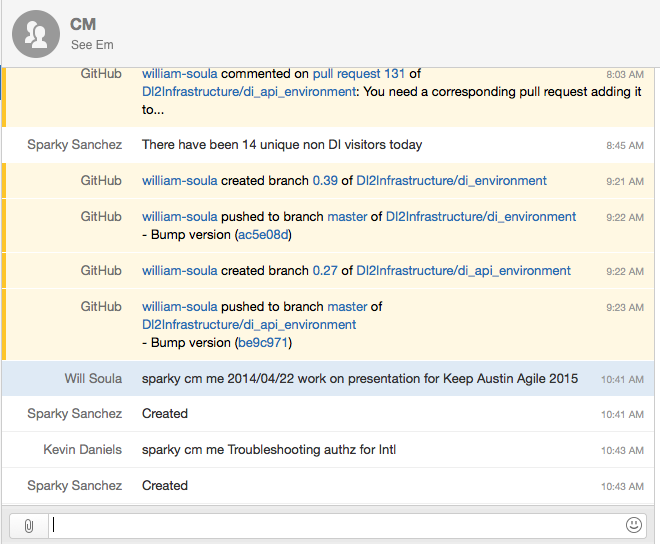 CM
See Em
GitHub william-soula commented on pull request 131 of 8:03 AM
DI2Infrastructure/di_api_environment: You need a corresponding pull request adding it
to...
Sparky Sanchez There have been 14 unique non DI visitors today 8:45 AM
GitHub william-soula created branch 0.39 of DI2Infrastructure/di_environment 9:21 AM
GitHub william-soula pushed to branch master of DI2Infrastructure/di_environment 9:22 AM
- Bump version (ac5e08d)
GitHub william-soula created branch 0.27 of DI2Infrastructure/di_api_environment 9:22 AM
GitHub william-soula pushed to branch master of 9:23 AM
DI2Infrastructure/di_api_environment
- Bump version (be9c971)
Will Soula sparky cm me 2014/04/22 work on presentation for Keep Austin Agile 2015 10:41 AM
Sparky Sanchez Created 10:41 AM
Kevin Daniels sparky cm me Troubleshooting authz for Intl 10:43 AM
Sparky Sanchez Created 10:43 AM